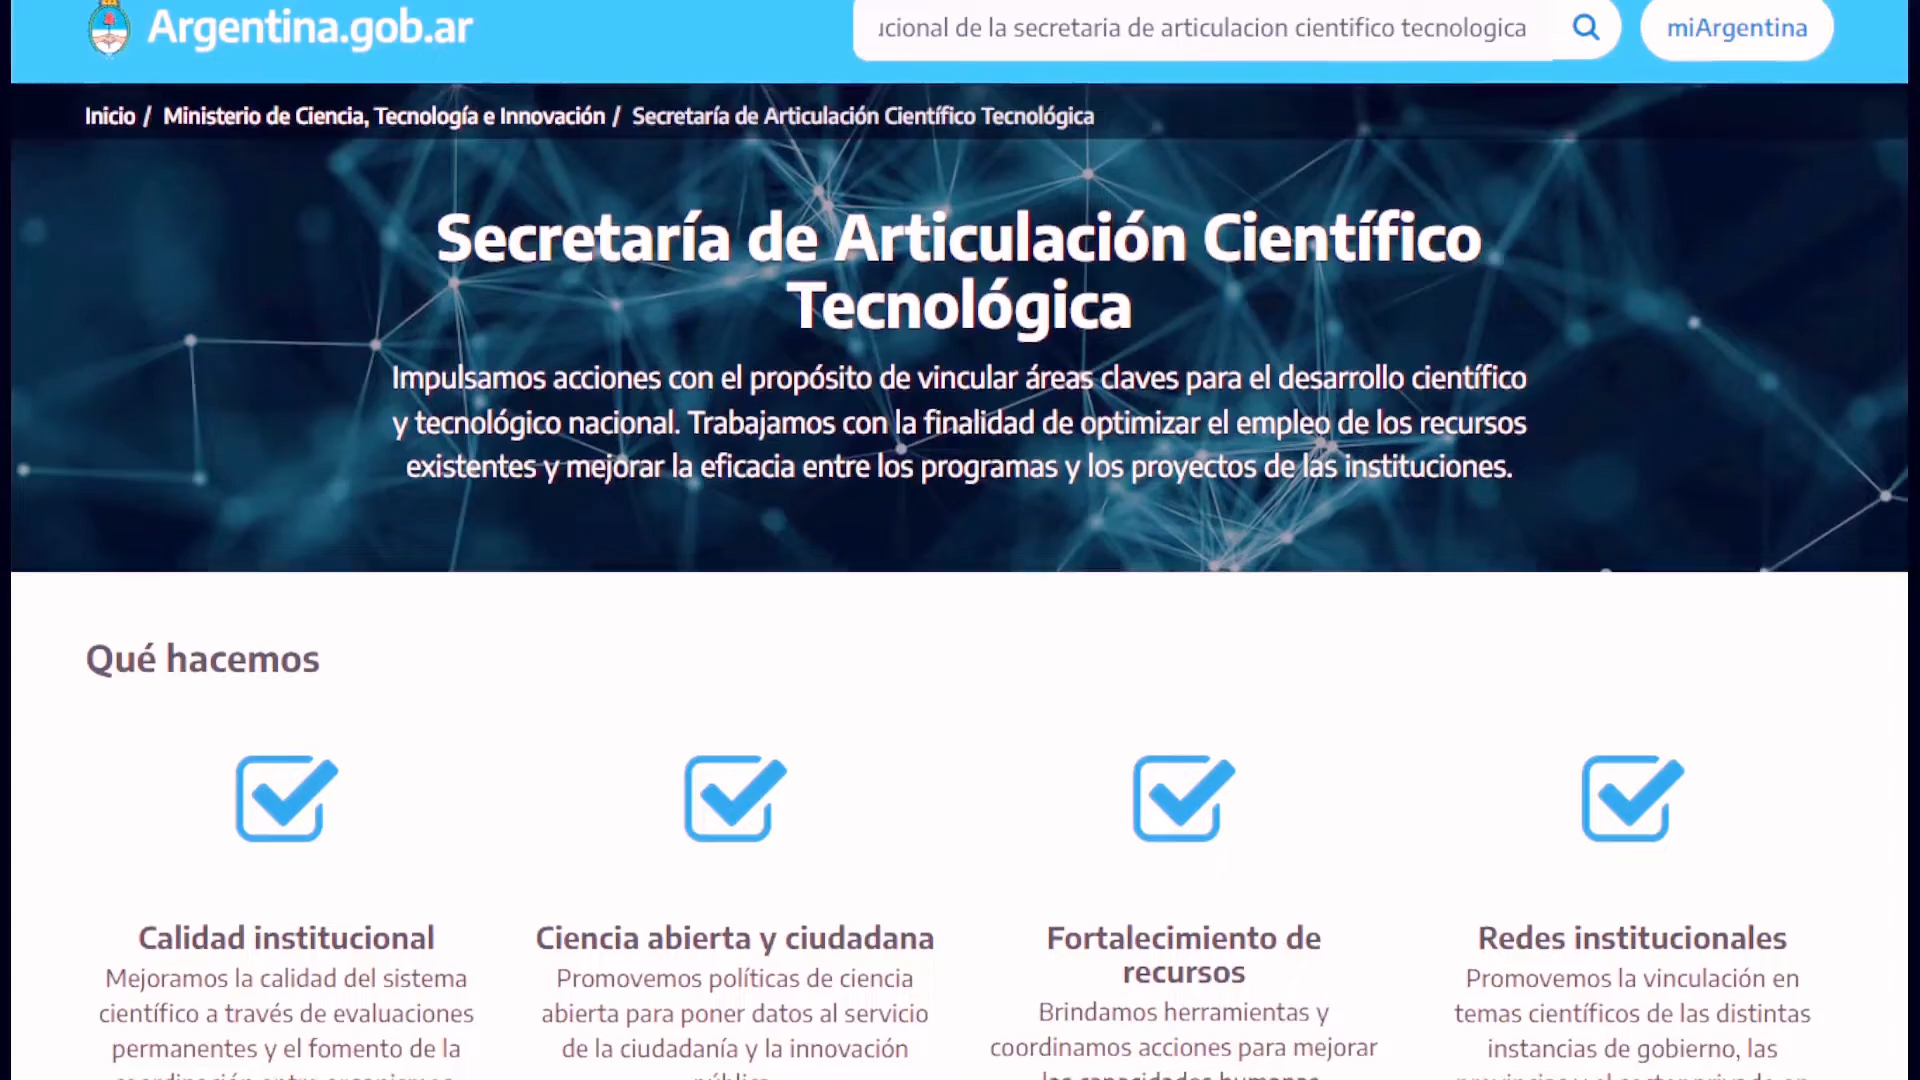 Argentina.gob.ar
cional de la secretaria de articulacion cientifico tecnologica
miArgentina
Inicio / Ministerio de Ciencia, Tecnología e Innovación / Secretaría de Articulación Científico Tecnológica
Secretaría de Articulación Científico
Tecnológica
Impulsamos acciones con el propósito de vincular áreas claves para el desarrollo científico
y tecnológico nacional. Trabajamos con la finalidad de optimizar el empleo de los recursos
existentes y mejorar la eficacia entre los programas y los proyectos de las instituciones.
Qué hacemos
Calidad institucional
Mejoramos la calidad del sistema
científico a través de evaluaciones
permanentes y el fomento de la
Ciencia abierta y ciudadana
Promovemos políticas de ciencia
abierta para poner datos al servicio
de la ciudadanía y la innovación
Fortalecimiento de
recursos
Brindamos herramientas y
coordinamos acciones para mejorar
Redes institucionales
Promovemos la vinculación en
temas científicos de las distintas
instancias de gobierno, las